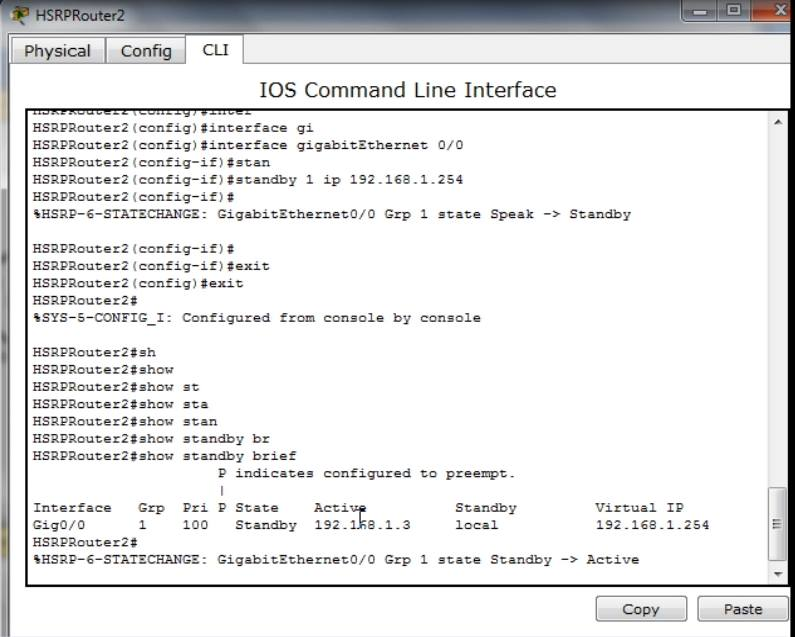 HSRPRouter2
Physical Config CLI
IOS Command Line Interface
HSRPRouter2(config)#inter
HSRPRouter2(config)#interface gi
HSRPRouter2(config)#interface gigabitEthernet 0/0
HSRPRouter2(config-if)#stan
HSRPRouter2(config-if)#standby 1 ip 192.168.1.254
HSRPRouter2(config-if)#
%HSRP-6-STATECHANGE: GigabitEthernet0/0 Grp 1 state Speak -> Standby
HSRPRouter2(config-if)#
HSRPRouter2(config-if)#exit
HSRPRouter2(config)#exit
HSRPRouter2#
%SYS-5-CONFIG_I: Configured from console by console
HSRPRouter2#sh
HSRPRouter2#show
HSRPRouter2#show st
HSRPRouter2#show sta
HSRPRouter2#show stan
HSRPRouter2#show standby br
HSRPRouter2#show standby brief
P indicates configured to preempt.
|
Interface Grp Pri P State Active Standby Virtual IP
Gig0/0 1 100 Standby 192.168.1.3 local 192.168.1.254
HSRPRouter2#
%HSRP-6-STATECHANGE: GigabitEthernet0/0 Grp 1 state Standby -> Active
Copy Paste